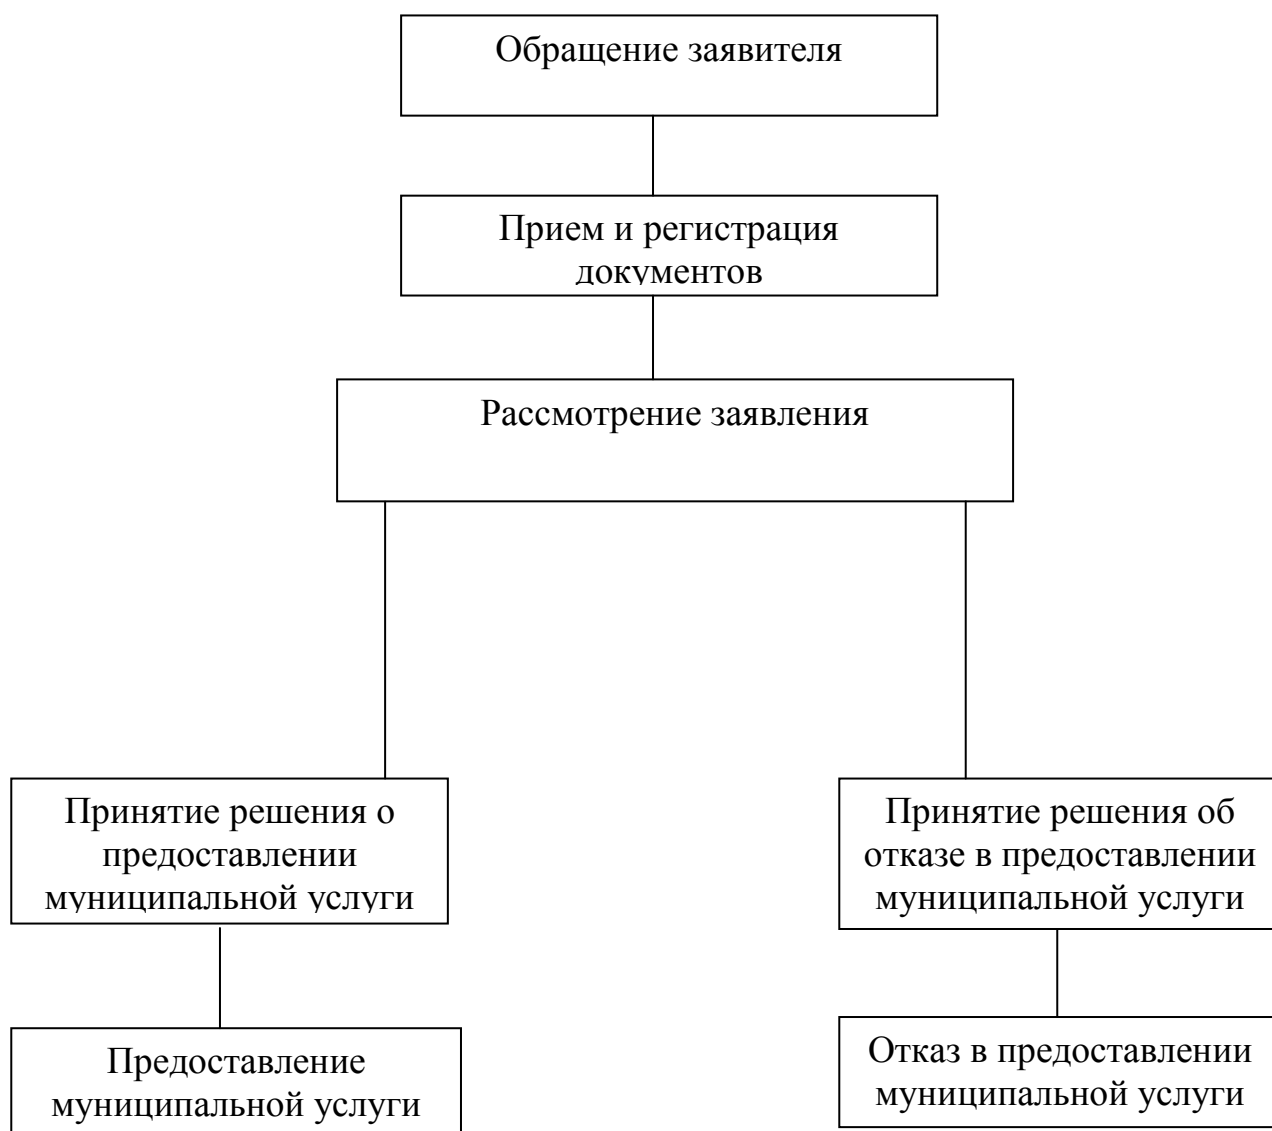 Обращение заявителя
Прием и регистрация
документов
Рассмотрение заявления
Принятие решения о
предоставлении
муниципальной услуги
Принятие решения об
отказе в предоставлении
муниципальной услуги
Предоставление
муниципальной услуги
Отказ в предоставлении
муниципальной услуги